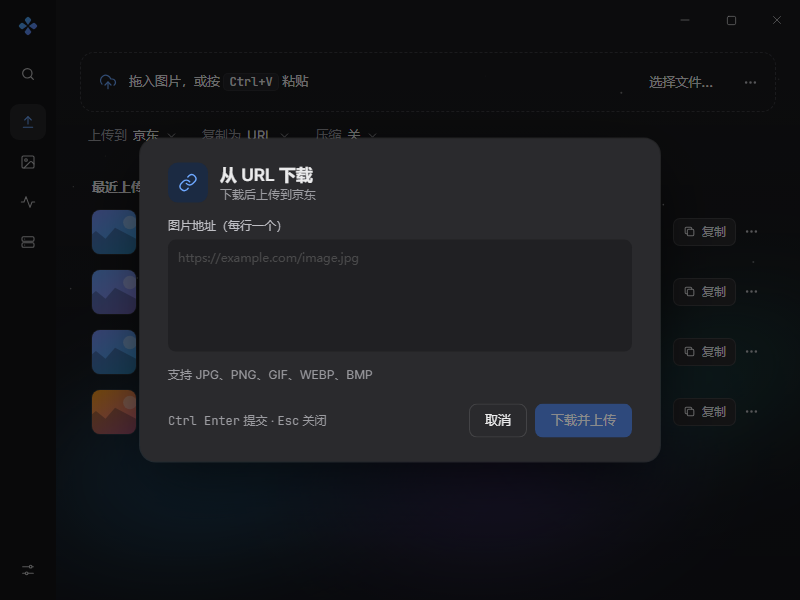 拖入图片，或按 Ctrl+V 粘贴
选择文件...
上传到 京东
复制为 URL
压缩 关
最近上传
从 URL 下载
下载后上传到京东
图片地址（每行一个）
https://example.com/image.jpg
支持 JPG、PNG、GIF、WEBP、BMP
Ctrl Enter 提交 · Esc 关闭
取消
下载并上传
复制
复制
复制
复制